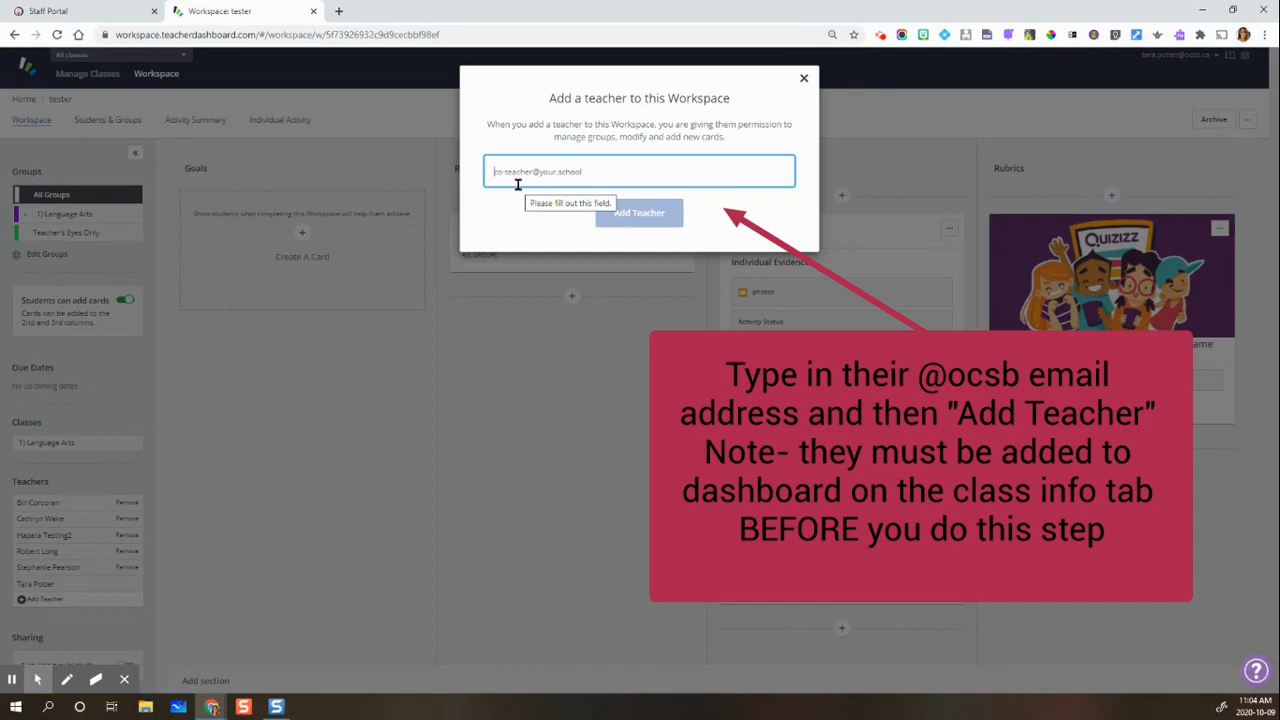 Staff Portal
Workspace: tester
workspace.teacherdashboard.com/#/workspace/w/5f73926932c9d9cecbbf98ef
All classes
Manage Classes
Workspace
tara.potter@ocsb.ca
Home / tester
Workspace
Students & Groups
Activity Summary
Individual Activity
Archive
Add a teacher to this Workspace
When you add a teacher to this Workspace, you are giving them permission to
manage groups, modify and add new cards.
co-teacher@your.school
Please fill out this field.
Add Teacher
Groups
All Groups
1) Language Arts
Teacher's Eyes Only
Edit Groups
Students can add cards
Cards can be added to the
2nd and 3rd columns.
Due Dates
No upcoming dates.
Classes
1) Language Arts
Teachers
Bill Corcoran Remove
Cathryn Wake Remove
Hapara Testing2 Remove
Robert Long Remove
Stephanie Pearson Remove
Tara Potter
Add Teacher
Sharing
Goals
Show students what completing this Workspace will help them achieve.
Create A Card
ALL GROUPS
Individual Evidenc
photos
Activity Status
Rubrics
QUIZIZZ
ame
Add section
Type in their @ocsb email
address and then "Add Teacher"
Note- they must be added to
dashboard on the class info tab
BEFORE you do this step
11:04 AM
2020-10-09